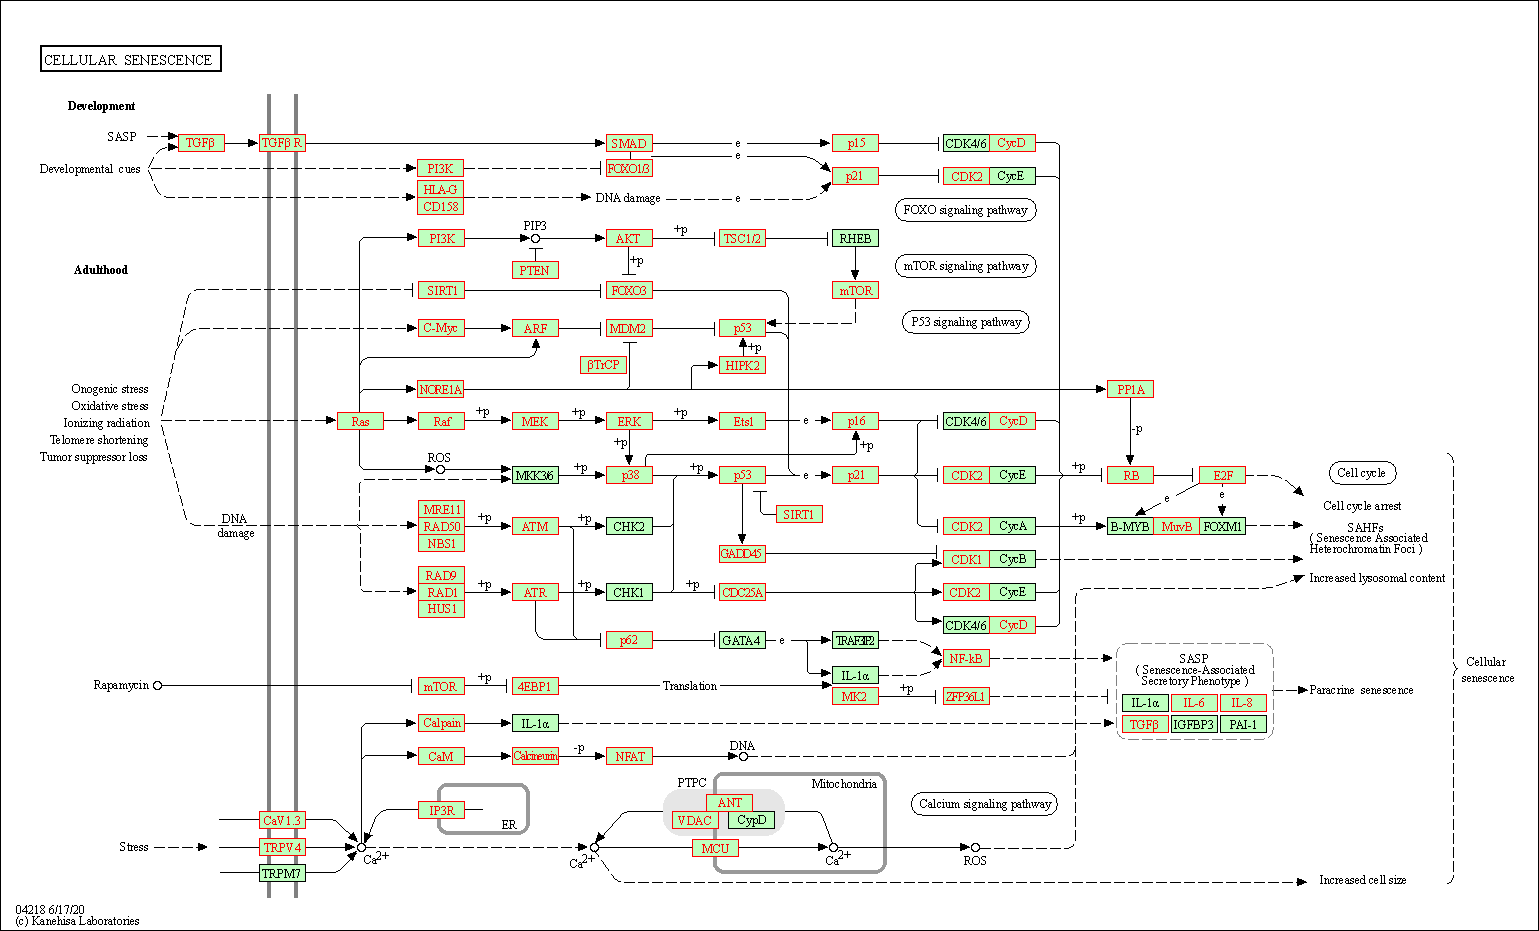 CELLULAR SENESCENCE
Development
SASP
TGFβ
TGFβ R
SMAD
e
p15
CDK4/6
CycD
e
Developmental cues
PI3K
FOXO1/3
p21
CDK2
CycE
HLA-G
CD158
DNA damage
e
FOXO signaling pathway
PIP3
PI3K
AKT
+p
TSC1/2
RHEB
PTEN
+p
mTOR signaling pathway
Adulthood
SIRT1
FOXO3
mTOR
C-Myc
ARF
MDM2
p53
P53 signaling pathway
+p
βTrCP
HIPK2
NORE1A
PP1A
Onogenic stress
Oxidative stress
Ionizing radiation
Telomere shortening
Tumor suppressor loss
Ras
Raf
+p
MEK
+p
ERK
+p
Ets1
e
p16
CDK4/6
CycD
-p
+p
+p
ROS
MKK3/6
+p
p38
+p
p53
e
p21
CDK2
CycE
+p
RB
E2F
Cell cycle
e
e
Cell cycle arrest
MRE11
RAD50
NBS1
DNA
damage
+p
ATM
+p
CHK2
SIRT1
CDK2
CycA
+p
B-MYB
MuvB
FOXM1
SAHFs
( Senescence Associated
Heterochromatin Foci )
GADD45
CDK1
CycB
RAD9
RAD1
HUS1
+p
ATR
+p
CHK1
+p
CDC25A
CDK2
CycE
Increased lysosomal content
CDK4/6
CycD
p62
GATA4
e
TRAF3IP2
IL-1α
NF-kB
SASP
( Senescence-Associated
Secretory Phenotype )
Cellular
senescence
Rapamycin
mTOR
+p
4EBP1
Translation
MK2
+p
ZFP36L1
Paracrine senescence
IL-1α
IL-6
IL-8
TGFβ
IGFBP3
PAI-1
Calpain
IL-1α
CaM
Calcineurin
-p
NFAT
DNA
PTPC
Mitochondria
IP3R
ER
ANT
VDAC
CypD
Calcium signaling pathway
CaV1.3
Stress
TRPV4
TRPM7
Ca2+
Ca2+
MCU
Ca2+
ROS
Increased cell size
04218 6/17/20
(c) Kanehisa Laboratories